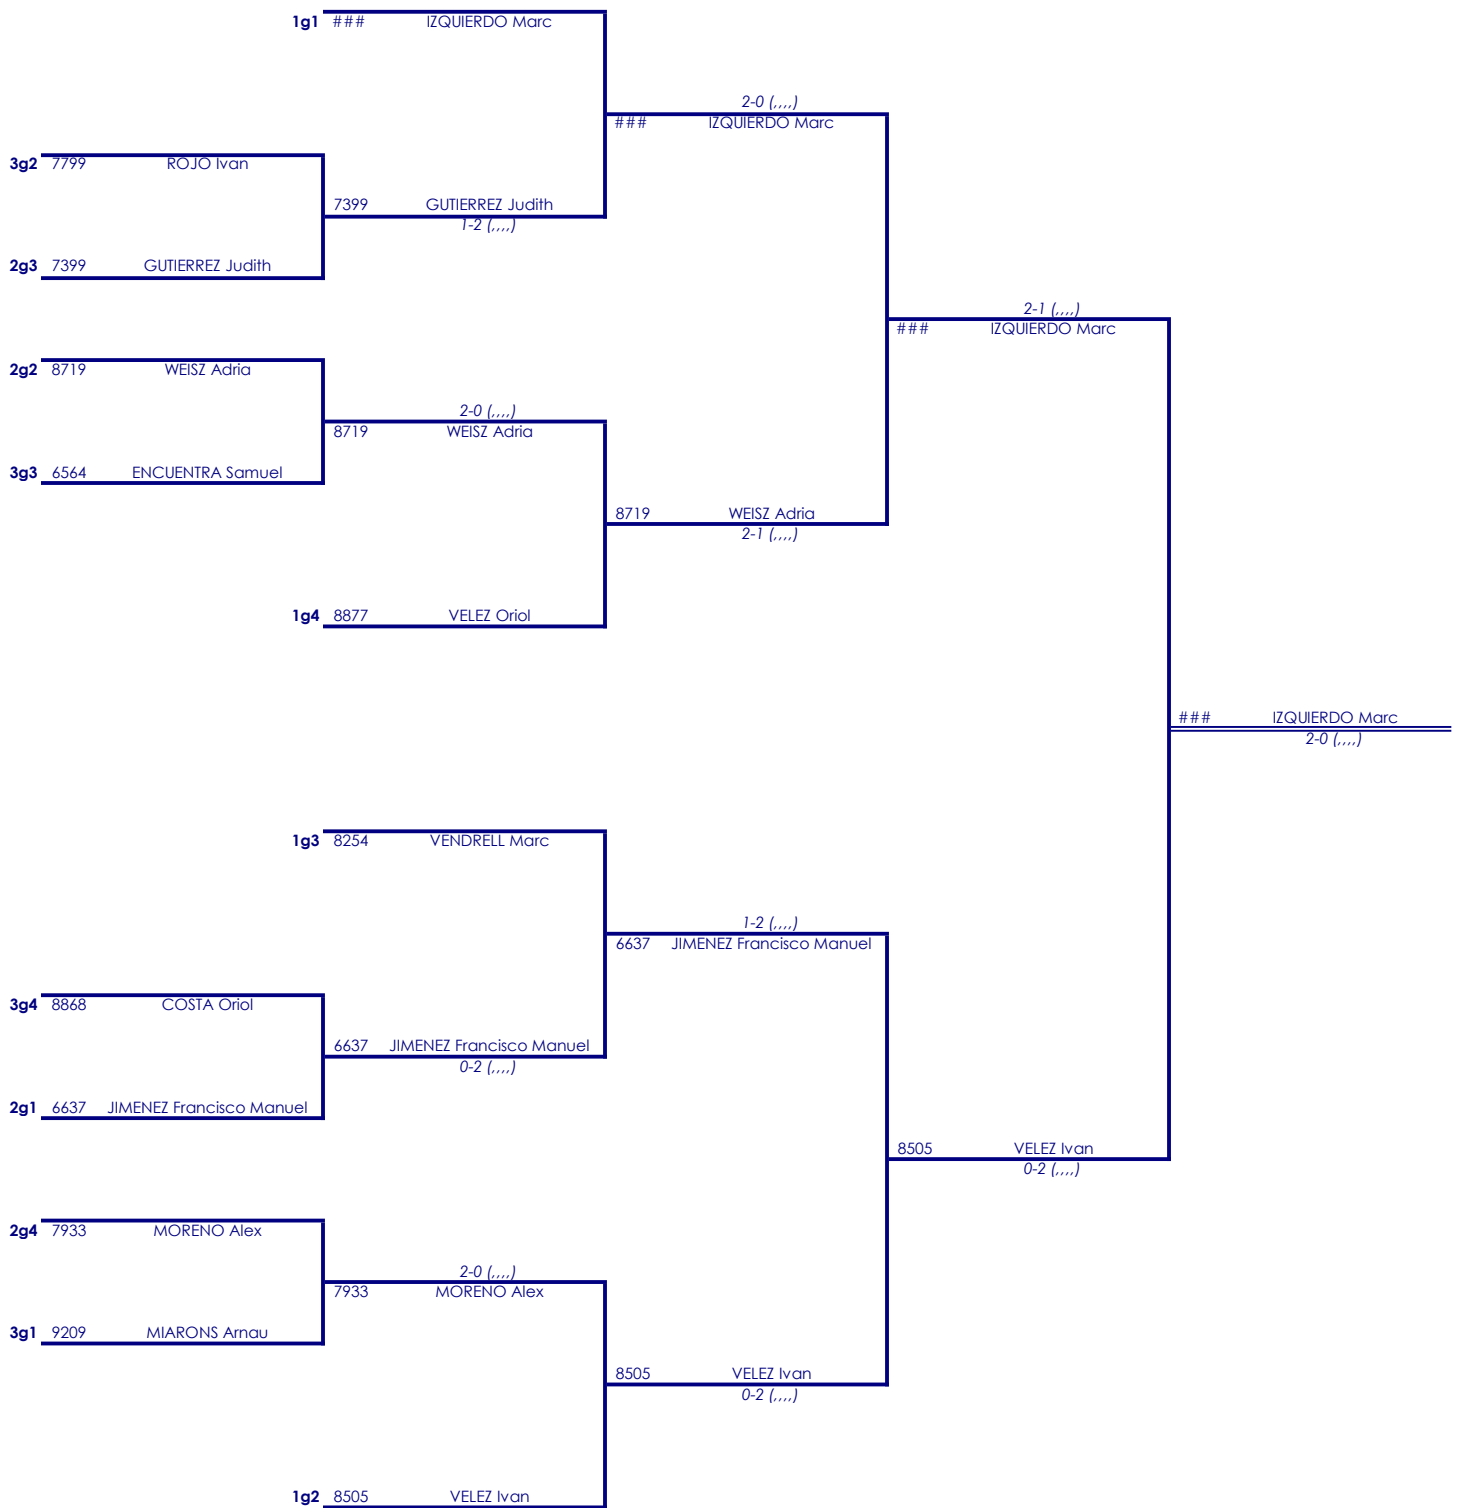 1g1 ### IZQUIERDO Marc
2-0 (,,,,)
### IZQUIERDO Marc
3g2 7799 ROJO Ivan
7399 GUTIERREZ Judith
1-2 (,,,,)
2g3 7399 GUTIERREZ Judith
2-1 (,,,,)
### IZQUIERDO Marc
2g2 8719 WEISZ Adria
2-0 (,,,,)
8719 WEISZ Adria
3g3 6564 ENCUENTRA Samuel
8719 WEISZ Adria
2-1 (,,,,)
1g4 8877 VELEZ Oriol
### IZQUIERDO Marc
2-0 (,,,,)
1g3 8254 VENDRELL Marc
1-2 (,,,,)
6637 JIMENEZ Francisco Manuel
3g4 8868 COSTA Oriol
6637 JIMENEZ Francisco Manuel
0-2 (,,,,)
2g1 6637 JIMENEZ Francisco Manuel
8505 VELEZ Ivan
0-2 (,,,,)
2g4 7933 MORENO Alex
2-0 (,,,,)
7933 MORENO Alex
3g1 9209 MIARONS Arnau
8505 VELEZ Ivan
0-2 (,,,,)
1g2 8505 VELEZ Ivan